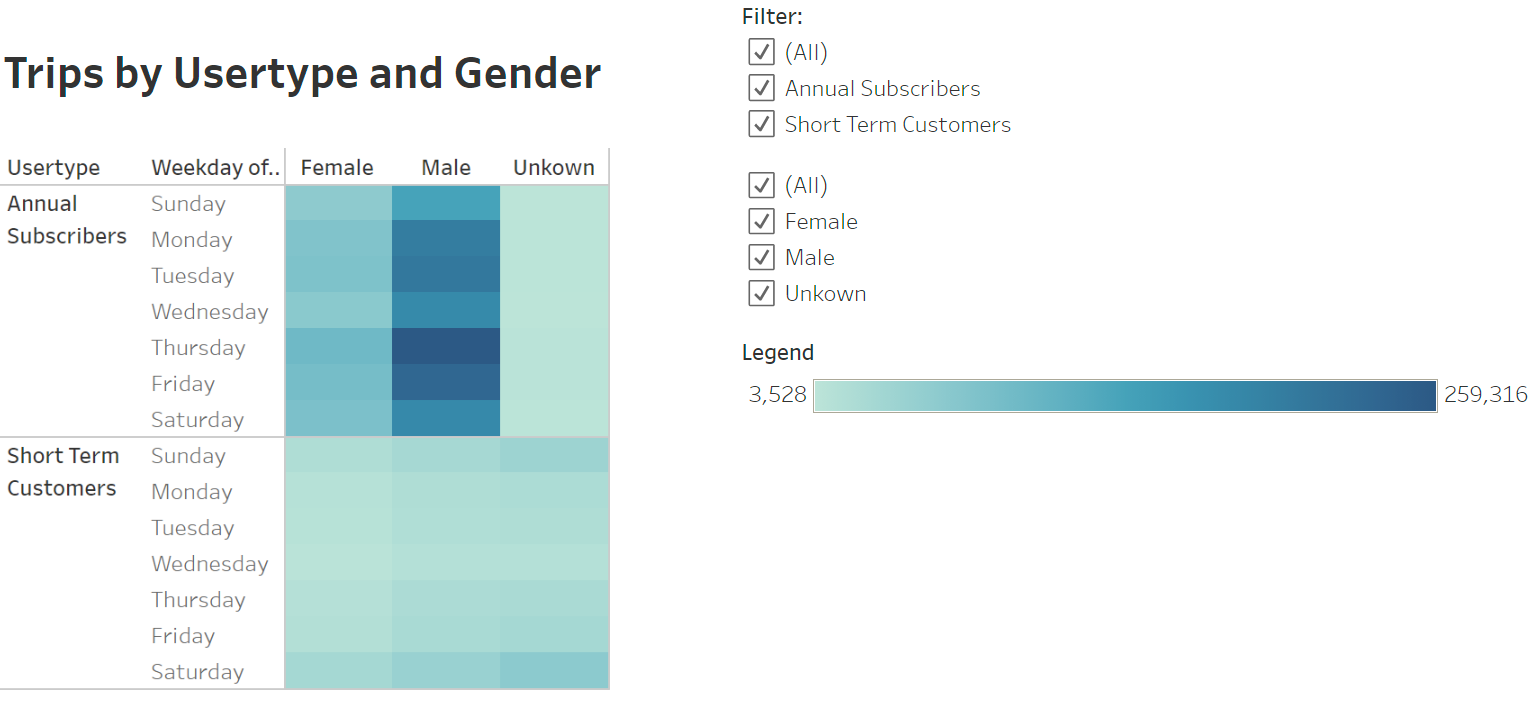 Filter:
(All)
Annual Subscribers
Short Term Customers
(All)
Female
Male
Unkown
Legend
3,528 259,316
Trips by Usertype and Gender
Usertype Weekday of.. Female Male Unkown
Annual Subscribers
Sunday
Monday
Tuesday
Wednesday
Thursday
Friday
Saturday
Short Term Customers
Sunday
Monday
Tuesday
Wednesday
Thursday
Friday
Saturday